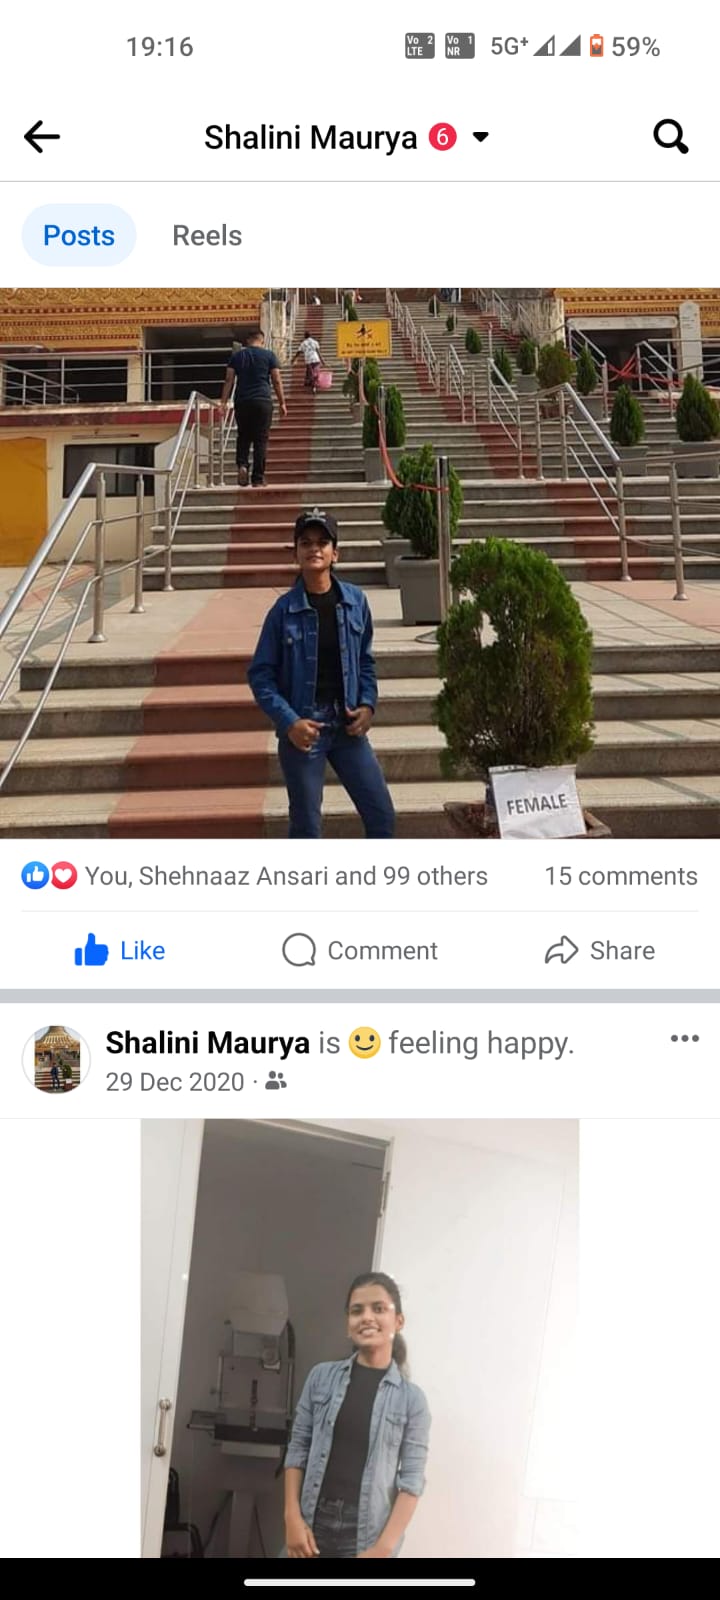 19:16
Vo 2 LTE Vo 1 NR 5G+ 59%
Shalini Maurya 6
Posts Reels
FEMALE
You, Shehnaaz Ansari and 99 others 15 comments
Like Comment Share
Shalini Maurya is feeling happy.
29 Dec 2020